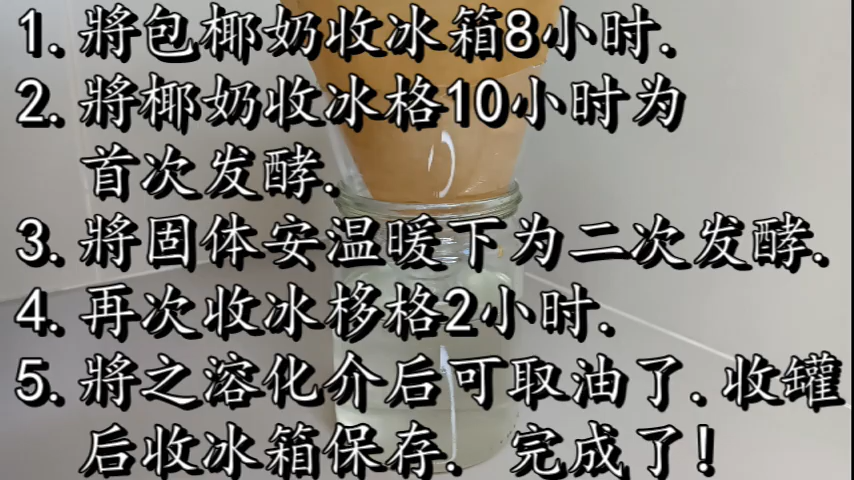 1.將包椰奶收冰箱8小时.
2.將椰奶收冰格10小时为
首次发酵.
3.將固体安温暖下为二次发酵.
4.再次收冰移格2小时.
5.將之溶化介后可取油了.收罐
后收冰箱保存. 完成了!